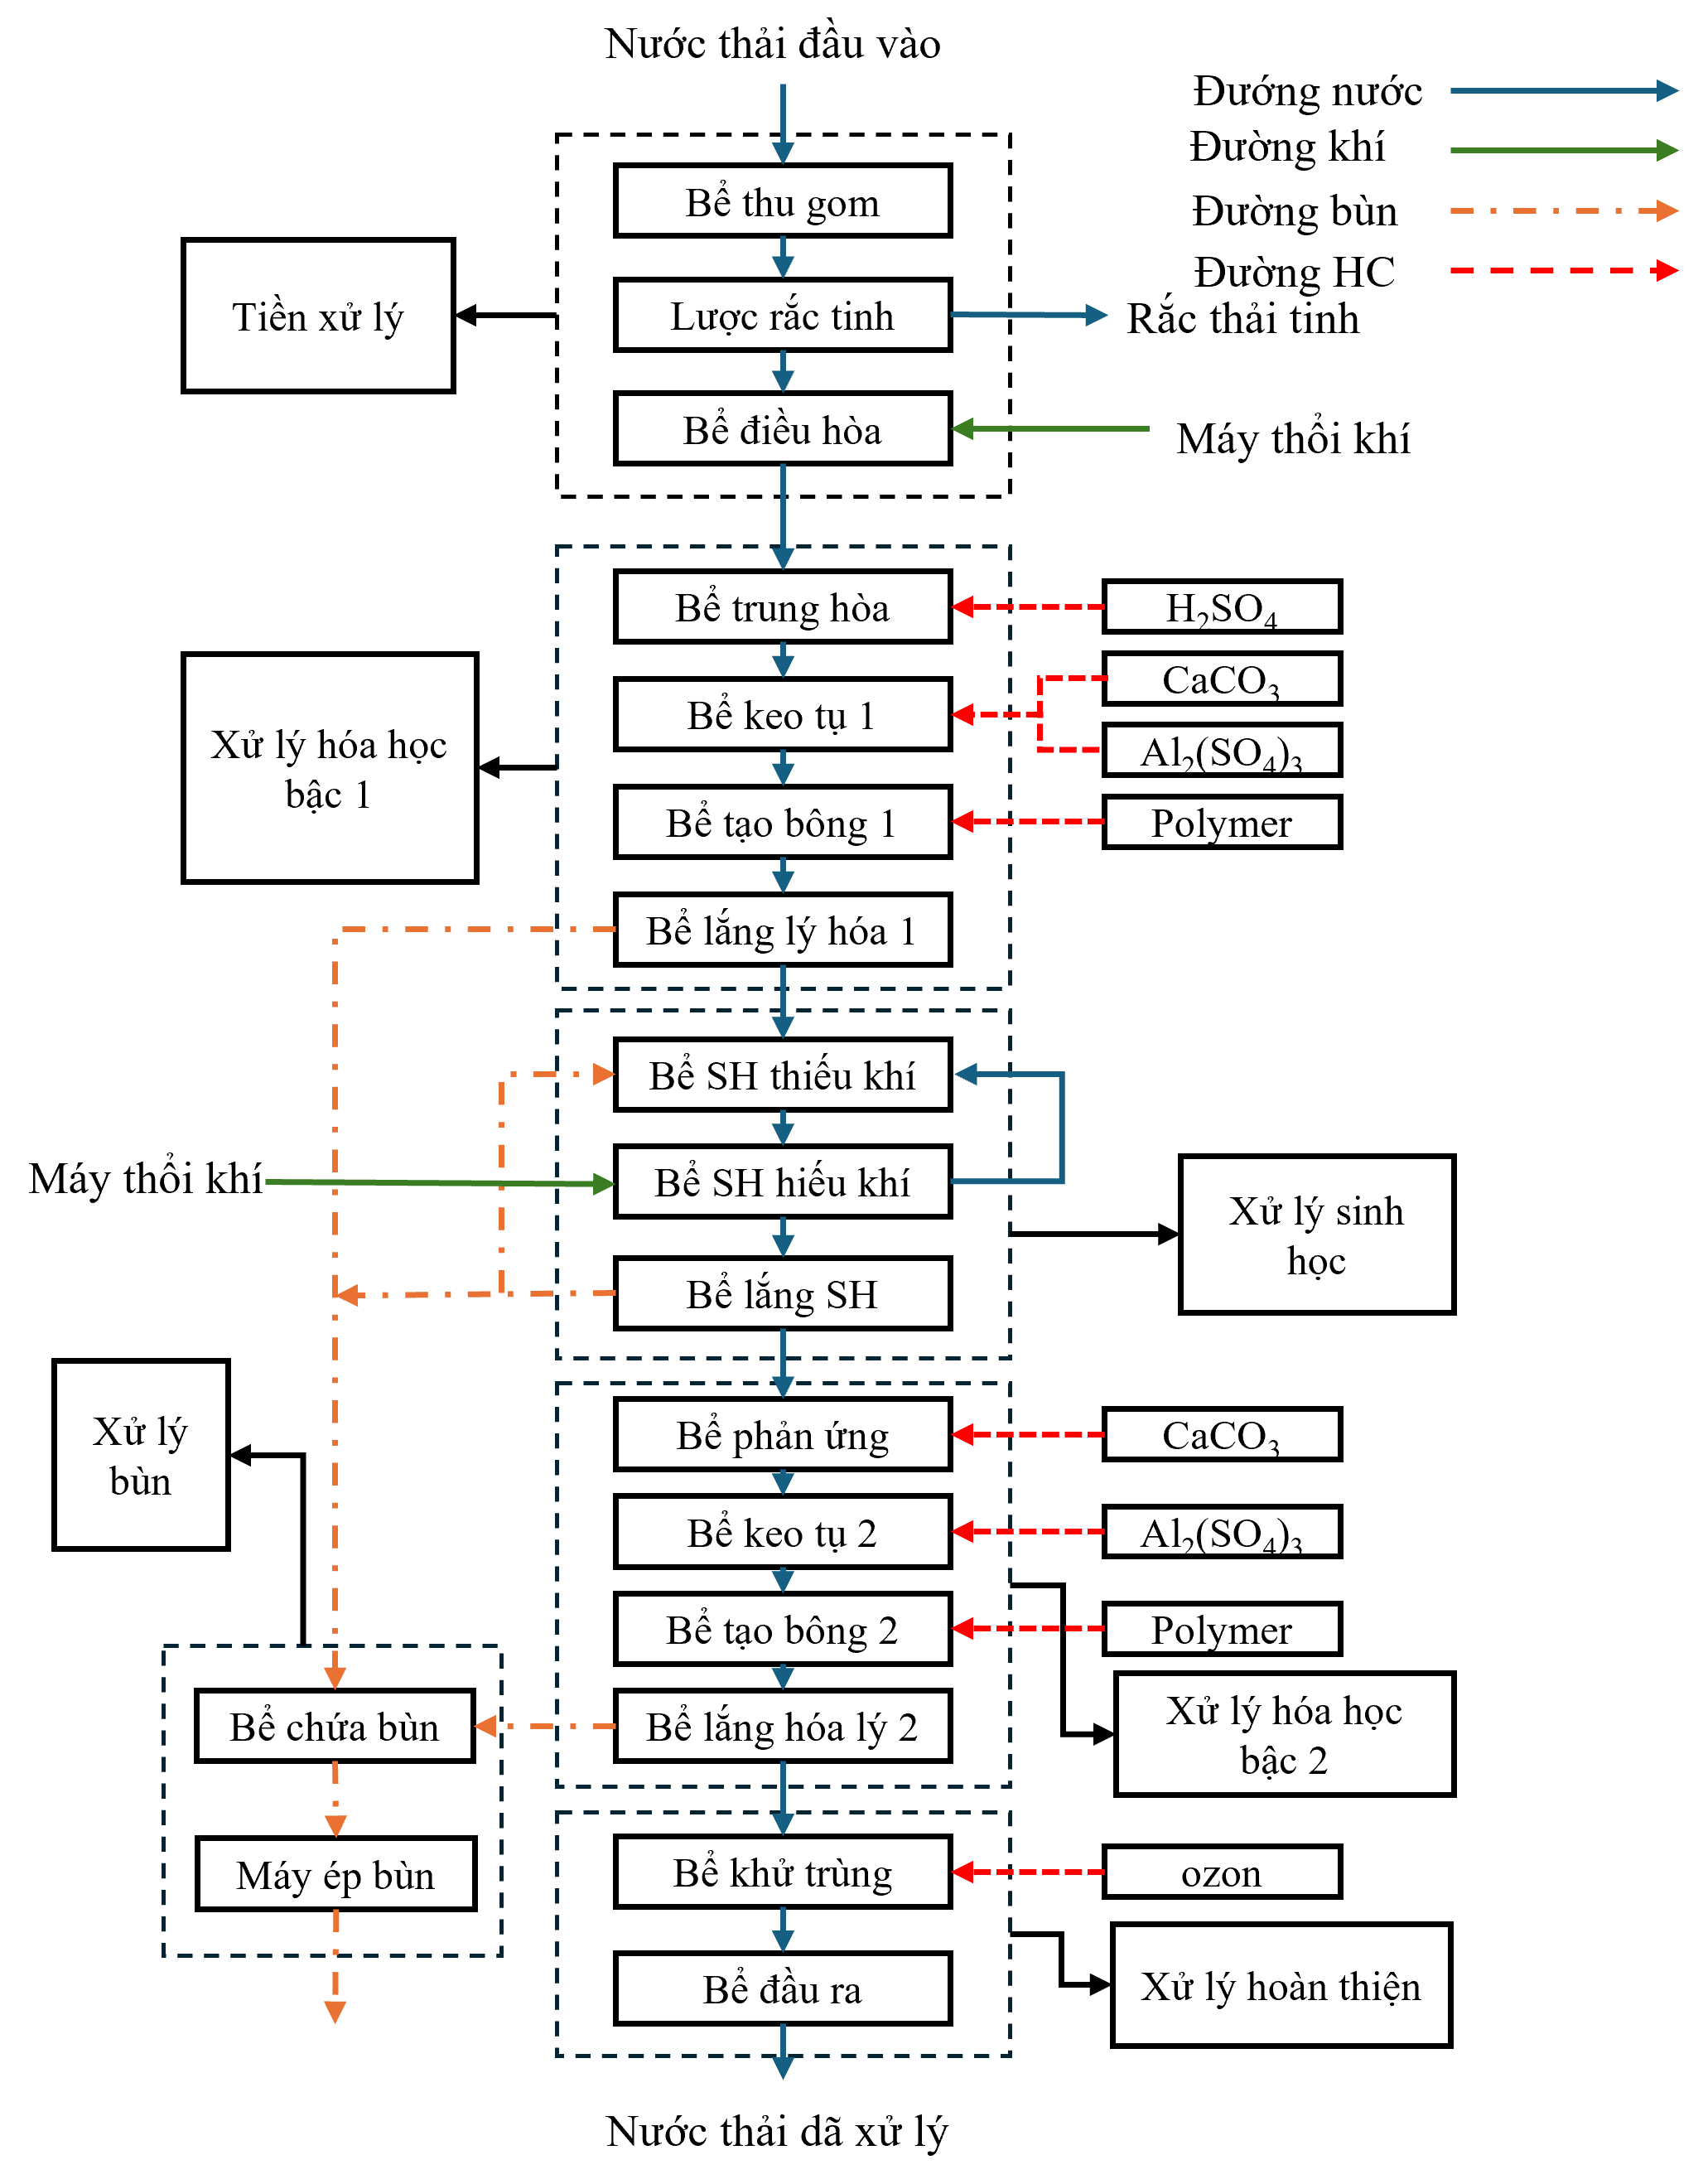 Nước thải đầu vào
Đướng nước
Đường khí
Đường bùn
Đường HC
Bể thu gom
Tiền xử lý
Lược rắc tinh
Rắc thải tinh
Bể điều hòa
Máy thổi khí
Bể trung hòa
H2SO4
Xử lý hóa học
bậc 1
Bể keo tụ 1
CaCO3
Al2(SO4)3
Bể tạo bông 1
Polymer
Bể lắng lý hóa 1
Bể SH thiếu khí
Máy thổi khí
Bể SH hiếu khí
Xử lý sinh
học
Bể lắng SH
Xử lý
bùn
Bể phản ứng
CaCO3
Bể keo tụ 2
Al2(SO4)3
Bể tạo bông 2
Polymer
Bể chứa bùn
Bể lắng hóa lý 2
Xử lý hóa học
bậc 2
Máy ép bùn
Bể khử trùng
ozon
Bể đầu ra
Xử lý hoàn thiện
Nước thải dã xử lý